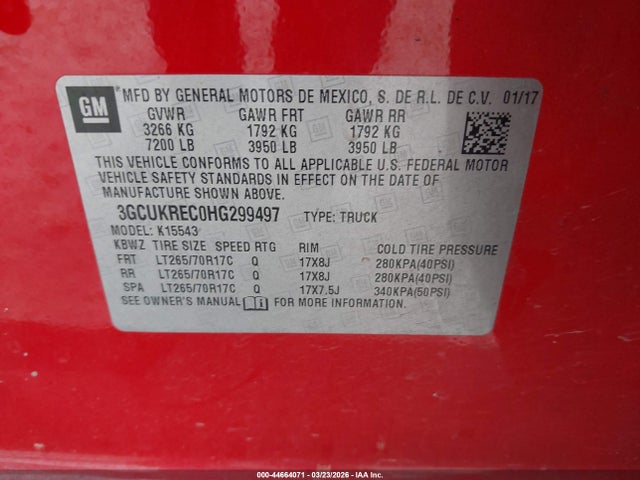 GM
*MFD BY GENERAL MOTORS DE MEXICO, S. DE R.L. DE C.V. 01/17
GVWR GAWR FRT GAWR RR
3266 KG 1792 KG 1792 KG
7200 LB 3950 LB 3950 LB
THIS VEHICLE CONFORMS TO ALL APPLICABLE U.S. FEDERAL MOTOR
VEHICLE SAFETY STANDARDS IN EFFECT ON THE DATE OF
MANUFACTURE SHOWN ABOVE.
3GCUKREC0HG299497 TYPE: TRUCK
MODEL: K15543
KBWZ TIRE SIZE SPEED RTG RIM COLD TIRE PRESSURE
FRT LT265/70R17C Q 17X8J 280KPA(40PSI)
RR LT265/70R17C Q 17X8J 280KPA(40PSI)
SPA LT265/70R17C Q 17X7.5J 340KPA(50PSI)
SEE OWNER'S MANUAL FOR MORE INFORMATION
000-44664071 - 03/23/2026 - IAA Inc.